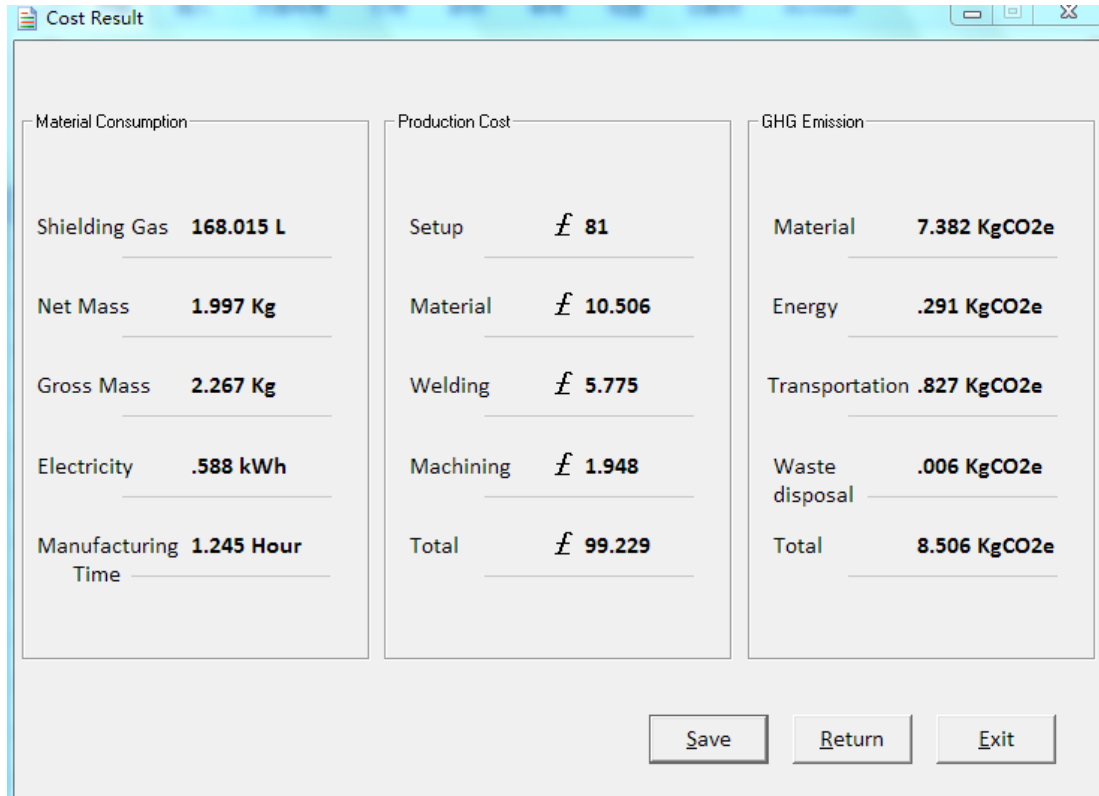 Cost Result
Material Consumption
Shielding Gas 168.015 L
Net Mass 1.997 Kg
Gross Mass 2.267 Kg
Electricity .588 kWh
Manufacturing 1.245 Hour
Time
Production Cost
Setup £ 81
Material £ 10.506
Welding £ 5.775
Machining £ 1.948
Total £ 99.229
GHG Emission
Material 7.382 KgCO2e
Energy .291 KgCO2e
Transportation .827 KgCO2e
Waste .006 KgCO2e
disposal
Total 8.506 KgCO2e
Save Return Exit